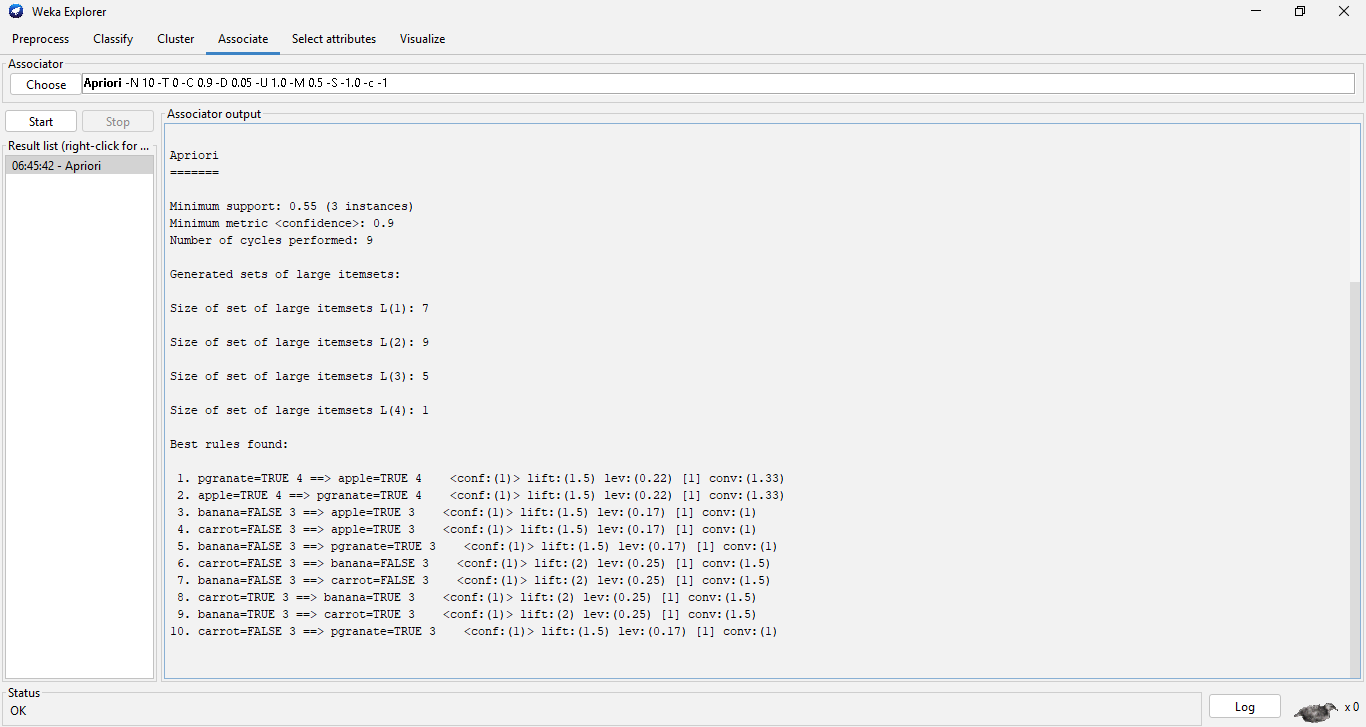 Weka Explorer
Preprocess Classify Cluster Associate Select attributes Visualize
Associator
Choose Apriori -N 10 -T 0 -C 0.9 -D 0.05 -U 1.0 -M 0.5 -S -1.0 -c -1
Start Stop
Result list (right-click for ...
06:45:42 - Apriori
Associator output
Apriori
=======
Minimum support: 0.55 (3 instances)
Minimum metric <confidence>: 0.9
Number of cycles performed: 9
Generated sets of large itemsets:
Size of set of large itemsets L(1): 7
Size of set of large itemsets L(2): 9
Size of set of large itemsets L(3): 5
Size of set of large itemsets L(4): 1
Best rules found:
1. pgranate=TRUE 4 ==> apple=TRUE 4    <conf:(1)> lift:(1.5) lev:(0.22) [1] conv:(1.33)
2. apple=TRUE 4 ==> pgranate=TRUE 4    <conf:(1)> lift:(1.5) lev:(0.22) [1] conv:(1.33)
3. banana=FALSE 3 ==> apple=TRUE 3    <conf:(1)> lift:(1.5) lev:(0.17) [1] conv:(1)
4. carrot=FALSE 3 ==> apple=TRUE 3    <conf:(1)> lift:(1.5) lev:(0.17) [1] conv:(1)
5. banana=FALSE 3 ==> pgranate=TRUE 3    <conf:(1)> lift:(1.5) lev:(0.17) [1] conv:(1)
6. carrot=FALSE 3 ==> banana=FALSE 3    <conf:(1)> lift:(2) lev:(0.25) [1] conv:(1.5)
7. banana=FALSE 3 ==> carrot=FALSE 3    <conf:(1)> lift:(2) lev:(0.25) [1] conv:(1.5)
8. carrot=TRUE 3 ==> banana=TRUE 3    <conf:(1)> lift:(2) lev:(0.25) [1] conv:(1.5)
9. banana=TRUE 3 ==> carrot=TRUE 3    <conf:(1)> lift:(2) lev:(0.25) [1] conv:(1.5)
10. carrot=FALSE 3 ==> pgranate=TRUE 3    <conf:(1)> lift:(1.5) lev:(0.17) [1] conv:(1)
Status
OK
Log
x 0